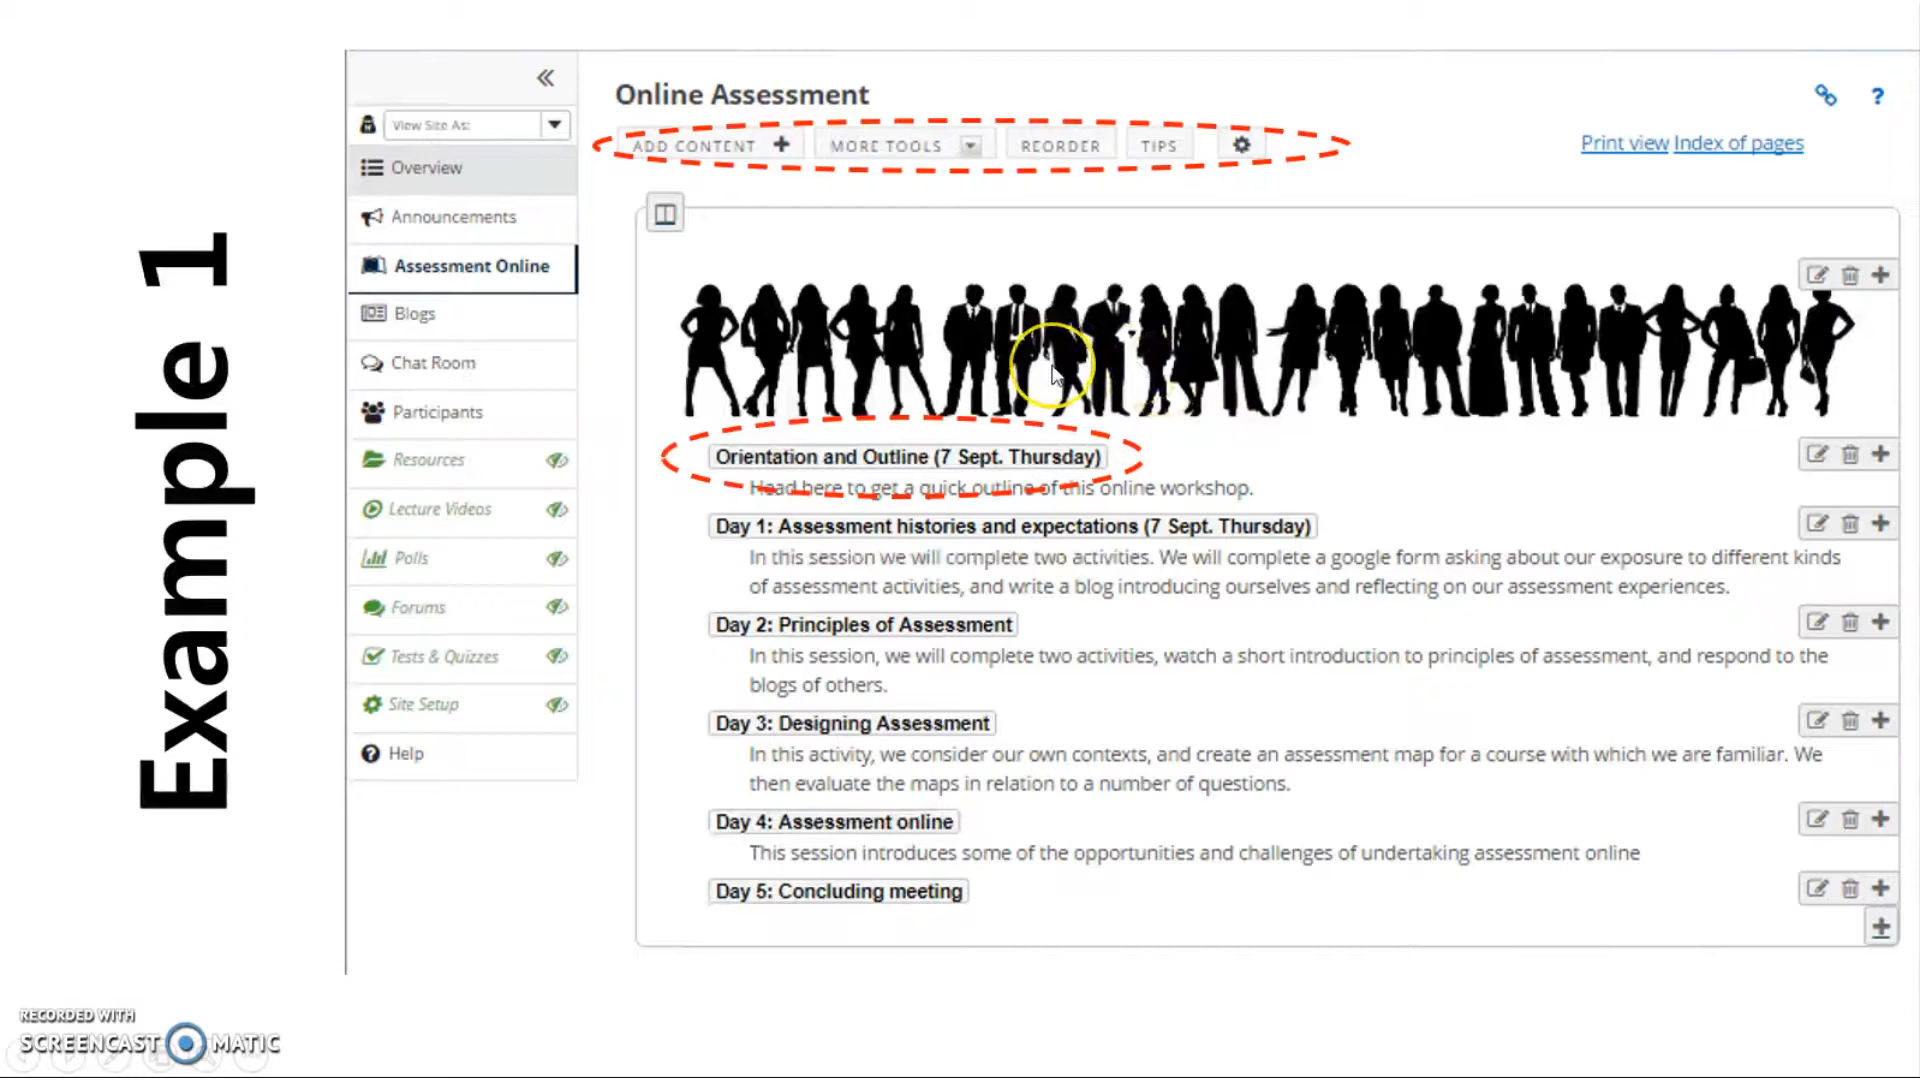 Example 1
View Site As:
Overview
Announcements
Assessment Online
Blogs
Chat Room
Participants
Resources
Lecture Videos
Polls
Forums
Tests & Quizzes
Site Setup
Help
Online Assessment
ADD CONTENT
MORE TOOLS
REORDER
TIPS
?
Print view Index of pages
Orientation and Outline (7 Sept. Thursday)
Head here to get a quick outline of this online workshop.
Day 1: Assessment histories and expectations (7 Sept. Thursday)
In this session we will complete two activities. We will complete a google form asking about our exposure to different kinds
of assessment activities, and write a blog introducing ourselves and reflecting on our assessment experiences.
Day 2: Principles of Assessment
In this session, we will complete two activities, watch a short introduction to principles of assessment, and respond to the
blogs of others.
Day 3: Designing Assessment
In this activity, we consider our own contexts, and create an assessment map for a course with which we are familiar. We
then evaluate the maps in relation to a number of questions.
Day 4: Assessment online
This session introduces some of the opportunities and challenges of undertaking assessment online
Day 5: Concluding meeting
RECORDED WITH
SCREENCAST MATIC